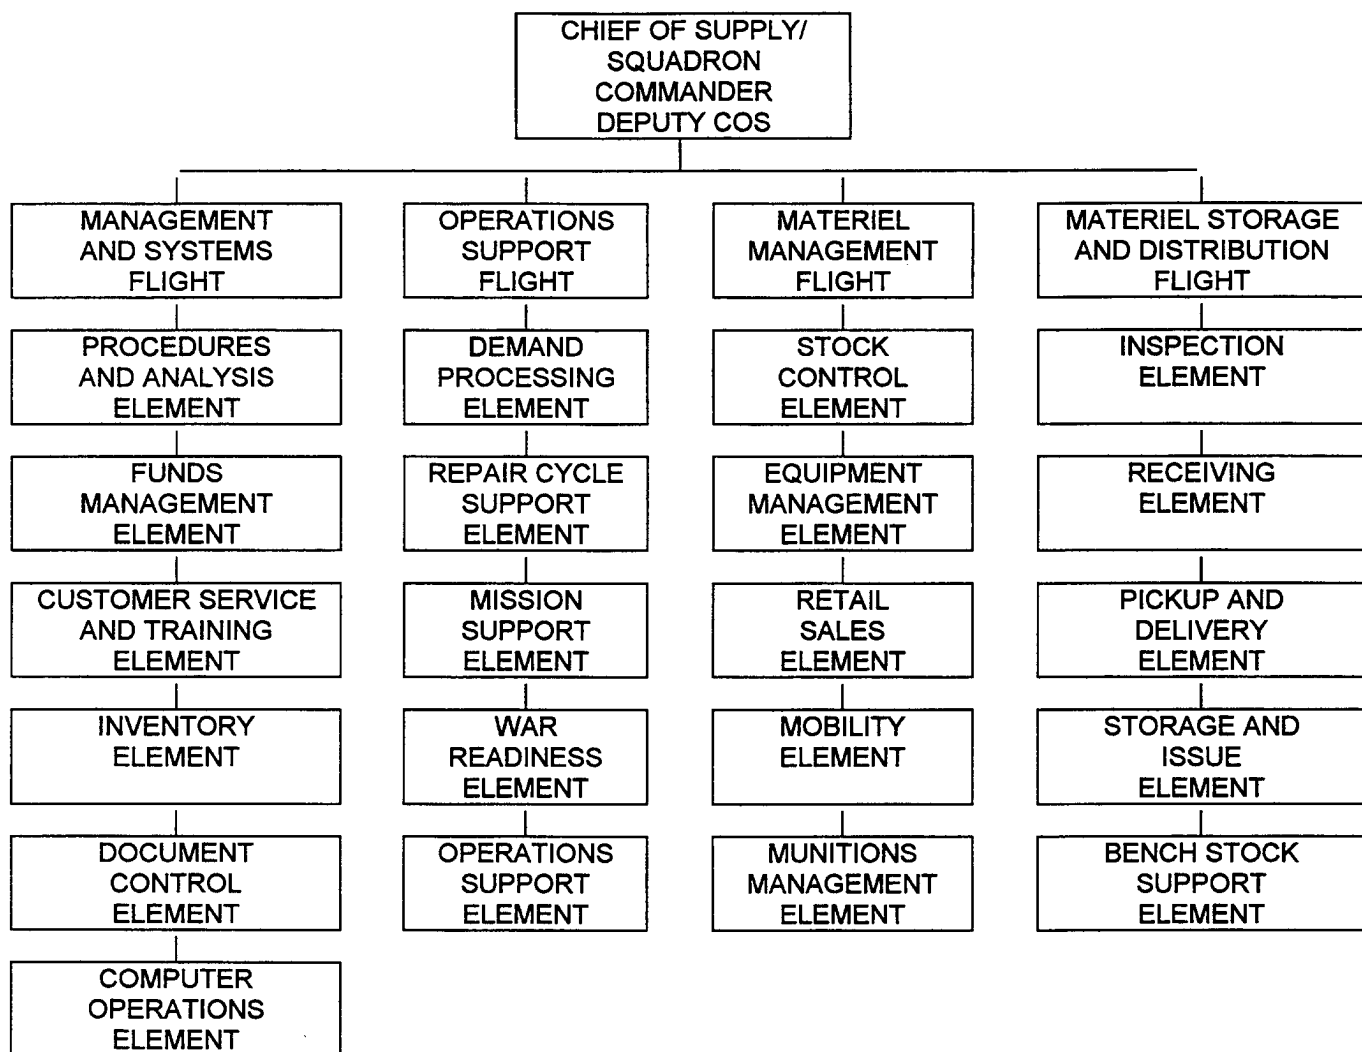 CHIEF OF SUPPLY/
SQUADRON
COMMANDER
DEPUTY COS
MANAGEMENT
AND SYSTEMS
FLIGHT
OPERATIONS
SUPPORT
FLIGHT
MATERIEL
MANAGEMENT
FLIGHT
MATERIEL STORAGE
AND DISTRIBUTION
FLIGHT
PROCEDURES
AND ANALYSIS
ELEMENT
DEMAND
PROCESSING
ELEMENT
STOCK
CONTROL
ELEMENT
INSPECTION
ELEMENT
FUNDS
MANAGEMENT
ELEMENT
REPAIR CYCLE
SUPPORT
ELEMENT
EQUIPMENT
MANAGEMENT
ELEMENT
RECEIVING
ELEMENT
CUSTOMER SERVICE
AND TRAINING
ELEMENT
MISSION
SUPPORT
ELEMENT
RETAIL
SALES
ELEMENT
PICKUP AND
DELIVERY
ELEMENT
INVENTORY
ELEMENT
WAR
READINESS
ELEMENT
MOBILITY
ELEMENT
STORAGE AND
ISSUE
ELEMENT
DOCUMENT
CONTROL
ELEMENT
OPERATIONS
SUPPORT
ELEMENT
MUNITIONS
MANAGEMENT
ELEMENT
BENCH STOCK
SUPPORT
ELEMENT
COMPUTER
OPERATIONS
ELEMENT